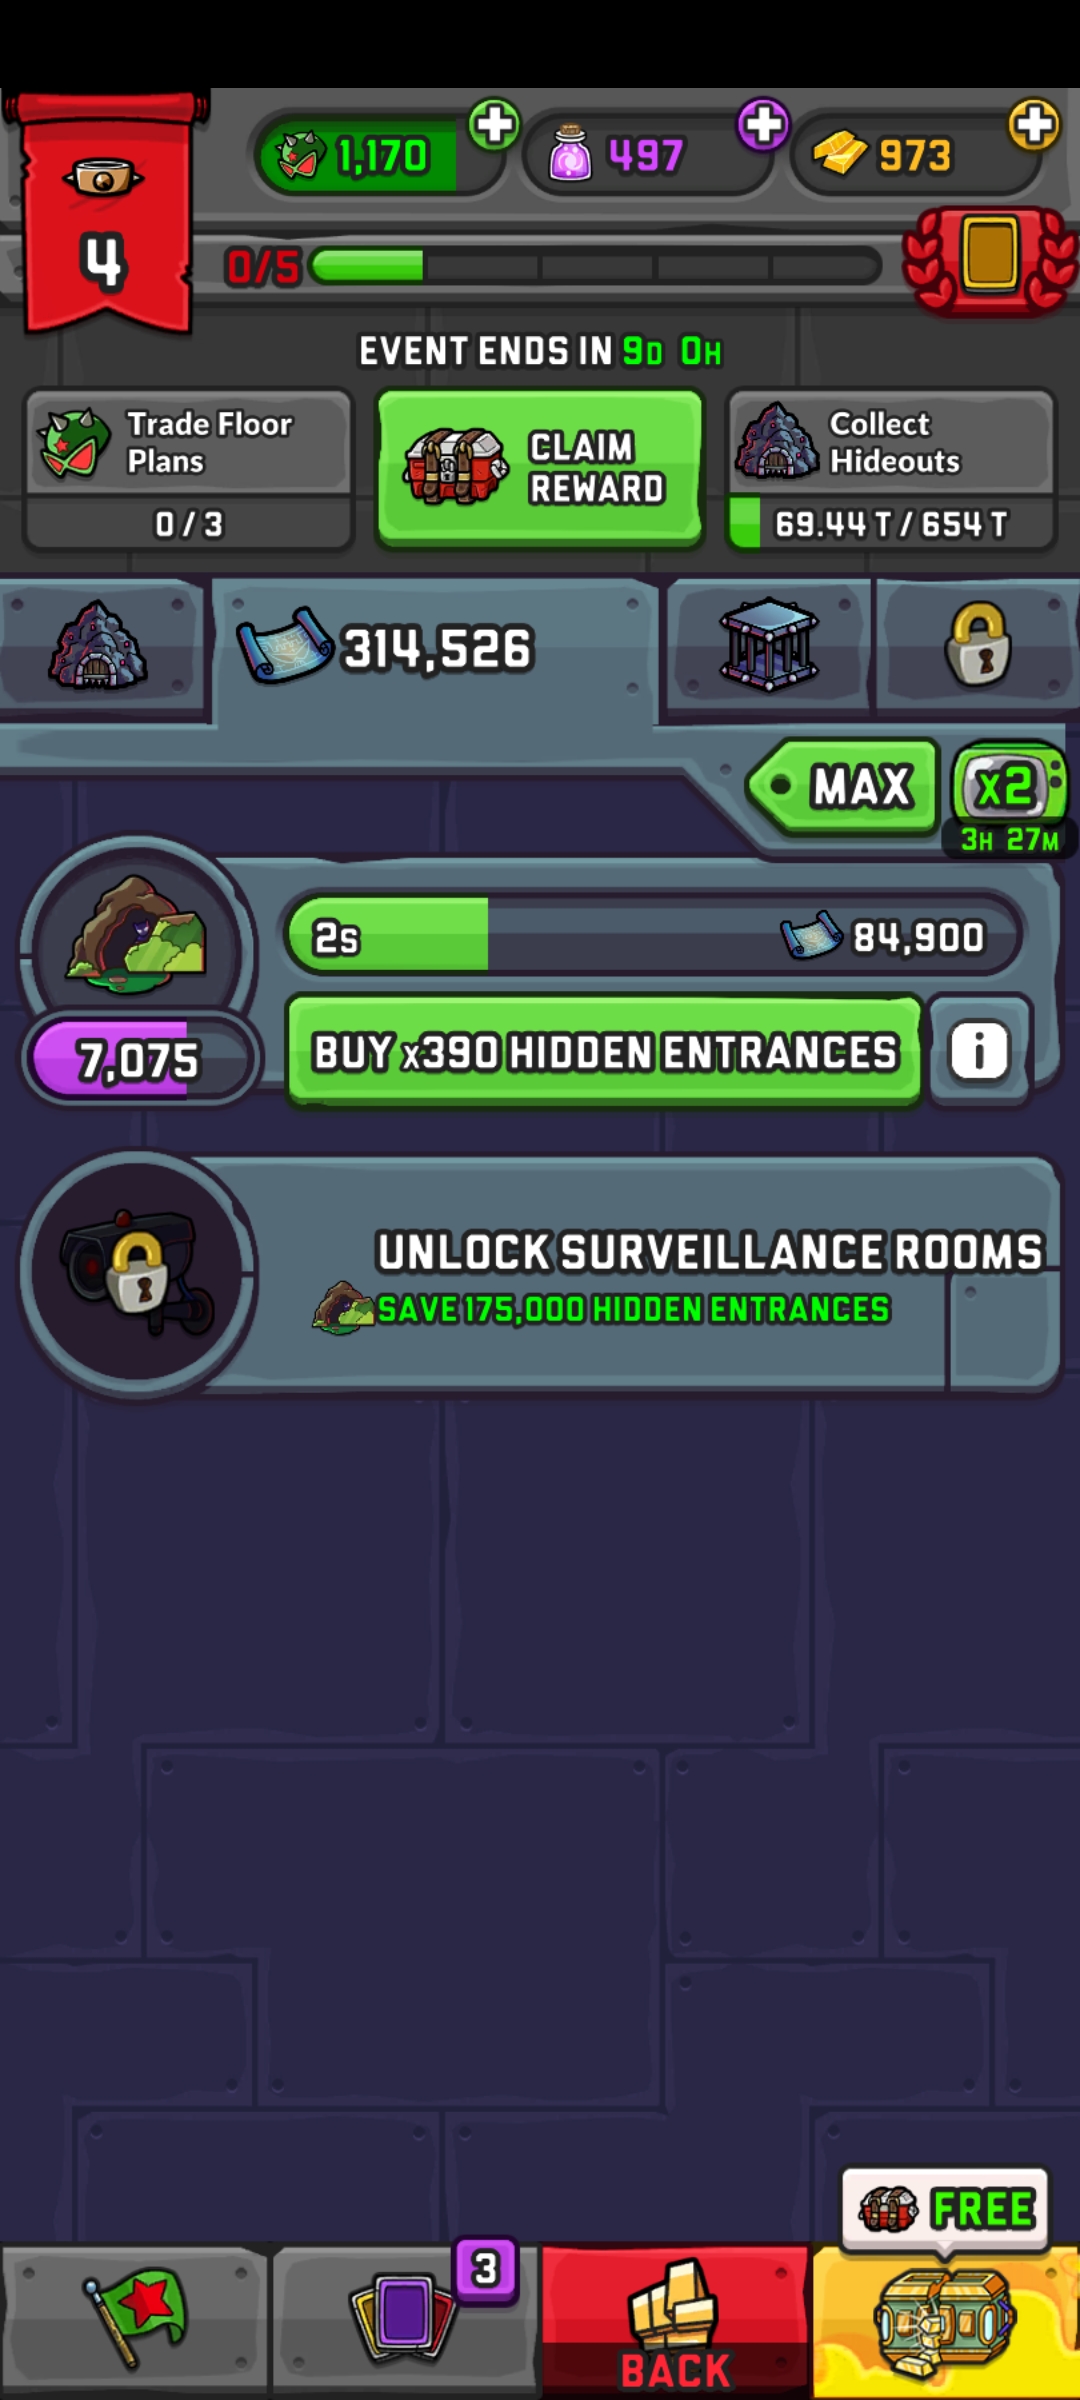 1,170
497
973
4
0/5
EVENT ENDS IN 9D 0H
Trade Floor
Plans
0 / 3
CLAIM
REWARD
Collect
Hideouts
69.44 T / 654 T
314,526
MAX
x2
3H 27M
2s
84,900
7,075
BUY x390 HIDDEN ENTRANCES
i
UNLOCK SURVEILLANCE ROOMS
SAVE 175,000 HIDDEN ENTRANCES
FREE
3
BACK